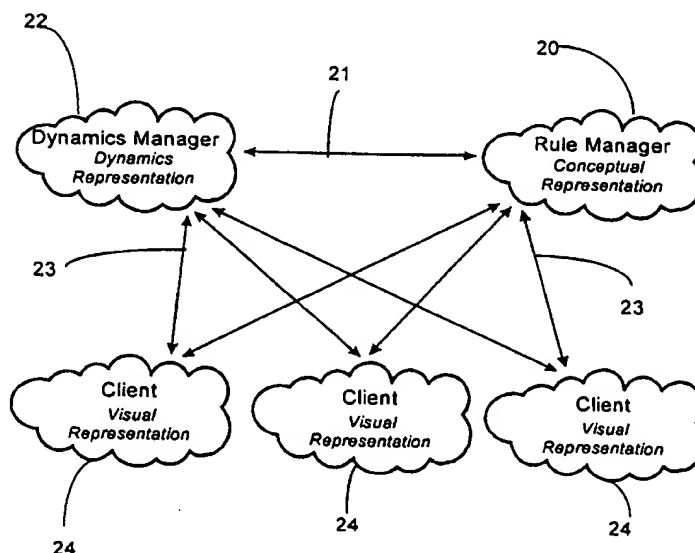 22
21
20
Dynamics Manager
Dynamics
Representation
Rule Manager
Conceptual
Representation
23
23
Client
Visual
Representation
Client
Visual
Representation
Client
Visual
Representation
24
24
24